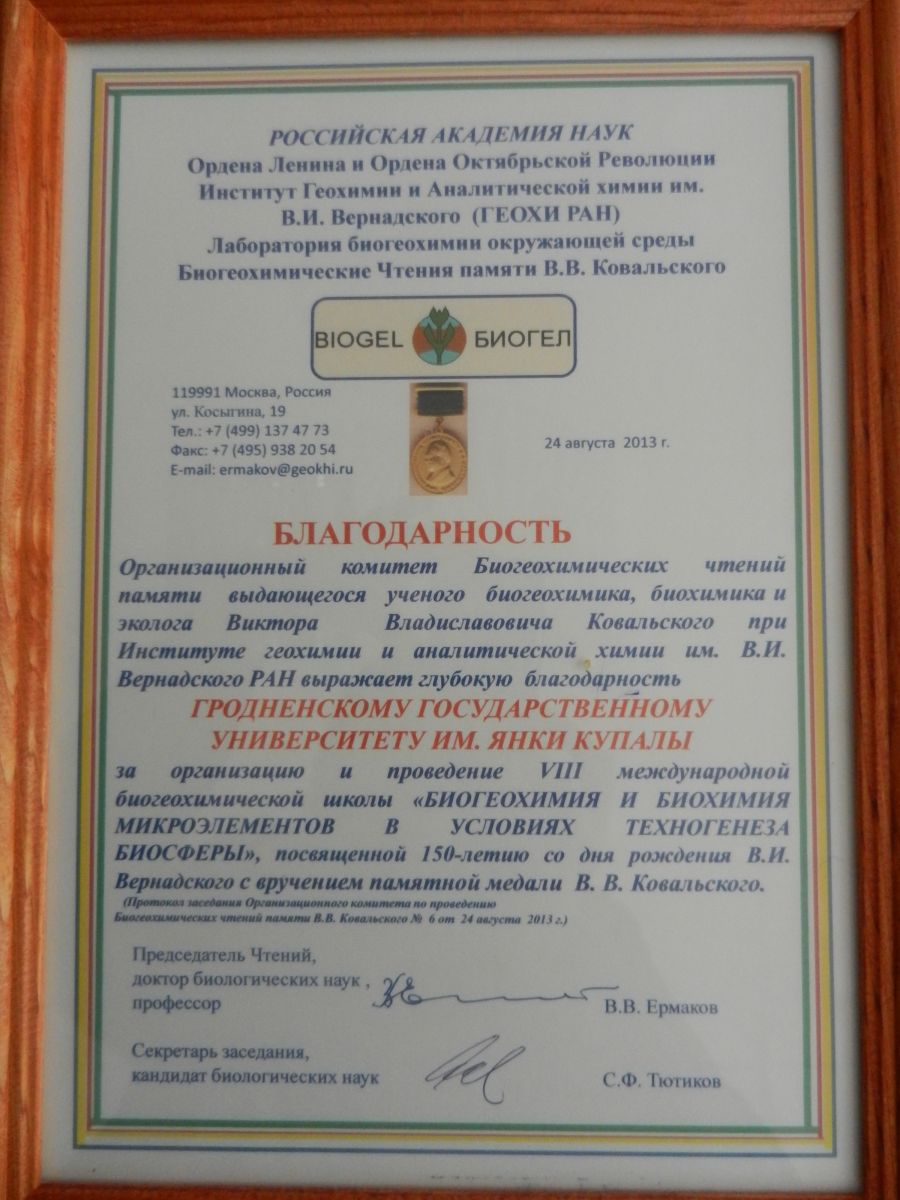 РОССИЙСКАЯ АКАДЕМИЯ НАУК
Ордена Ленина и Ордена Октябрьской Революции
Институт Геохимии и Аналитической химии им.
В.И. Вернадского (ГЕОХИ РАН)
Лаборатория биогеохимии окружающей среды
Биогеохимические Чтения памяти В.В. Ковальского
BIOGEL БИОГЕЛ
119991 Москва, Россия
ул. Косыгина, 19
Тел.: +7 (499) 137 47 73
Факс: +7 (495) 938 20 54
E-mail: ermakov@geokhi.ru
24 августа 2013 г.
БЛАГОДАРНОСТЬ
Организационный комитет Биогеохимических чтений
памяти выдающегося ученого биогеохимика, биохимика и
эколога Виктора Владиславовича Ковальского при
Институте геохимии и аналитической химии им. В.И.
Вернадского РАН выражает глубокую благодарность
ГРОДНЕНСКОМУ ГОСУДАРСТВЕННОМУ
УНИВЕРСИТЕТУ ИМ. ЯНКИ КУПАЛЫ
за организацию и проведение VIII международной
биогеохимической школы «БИОГЕОХИМИЯ И БИОХИМИЯ
МИКРОЭЛЕМЕНТОВ В УСЛОВИЯХ ТЕХНОГЕНЕЗА
БИОСФЕРЫ», посвященной 150-летию со дня рождения В.И.
Вернадского с вручением памятной медали В. В. Ковальского.
(Протокол заседания Организационного комитета по проведению
Биогеохимических чтений памяти В.В. Ковальского № 6 от 24 августа 2013 г.)
Председатель Чтений,
доктор биологических наук ,
профессор
В.В. Ермаков
Секретарь заседания,
кандидат биологических наук
С.Ф. Тютиков